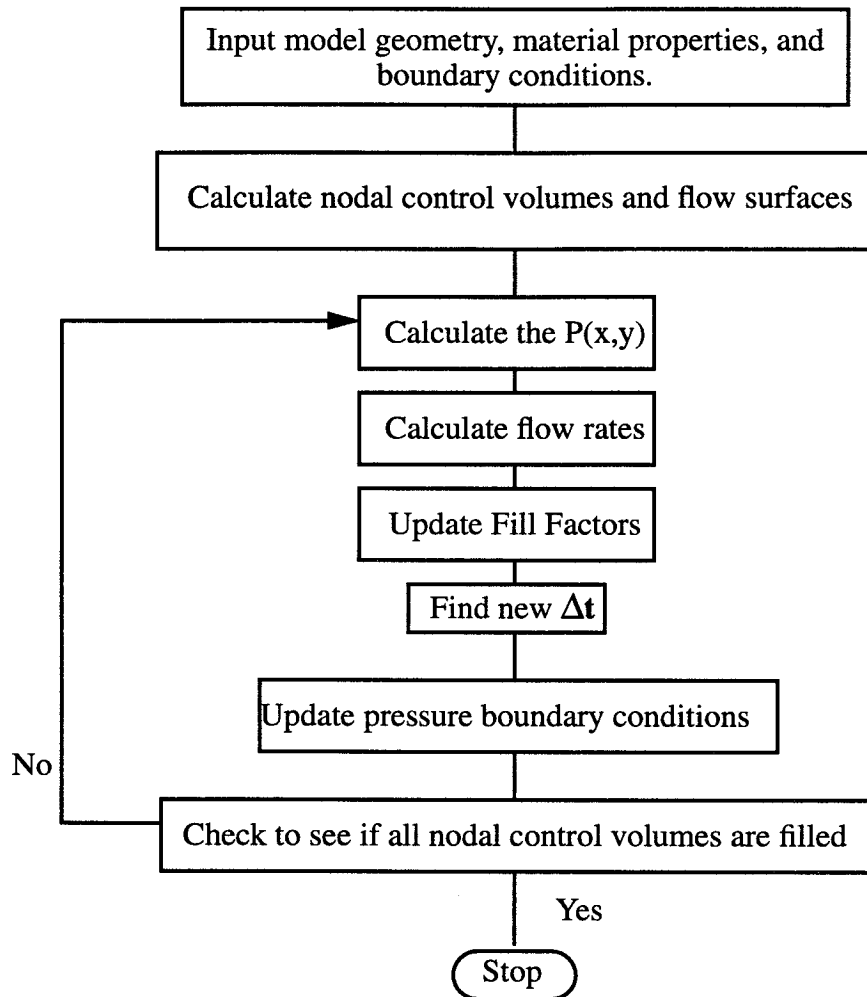 Input model geometry, material properties, and
boundary conditions.
Calculate nodal control volumes and flow surfaces
Calculate the P(x,y)
Calculate flow rates
Update Fill Factors
Find new Δt
Update pressure boundary conditions
No
Check to see if all nodal control volumes are filled
Yes
Stop